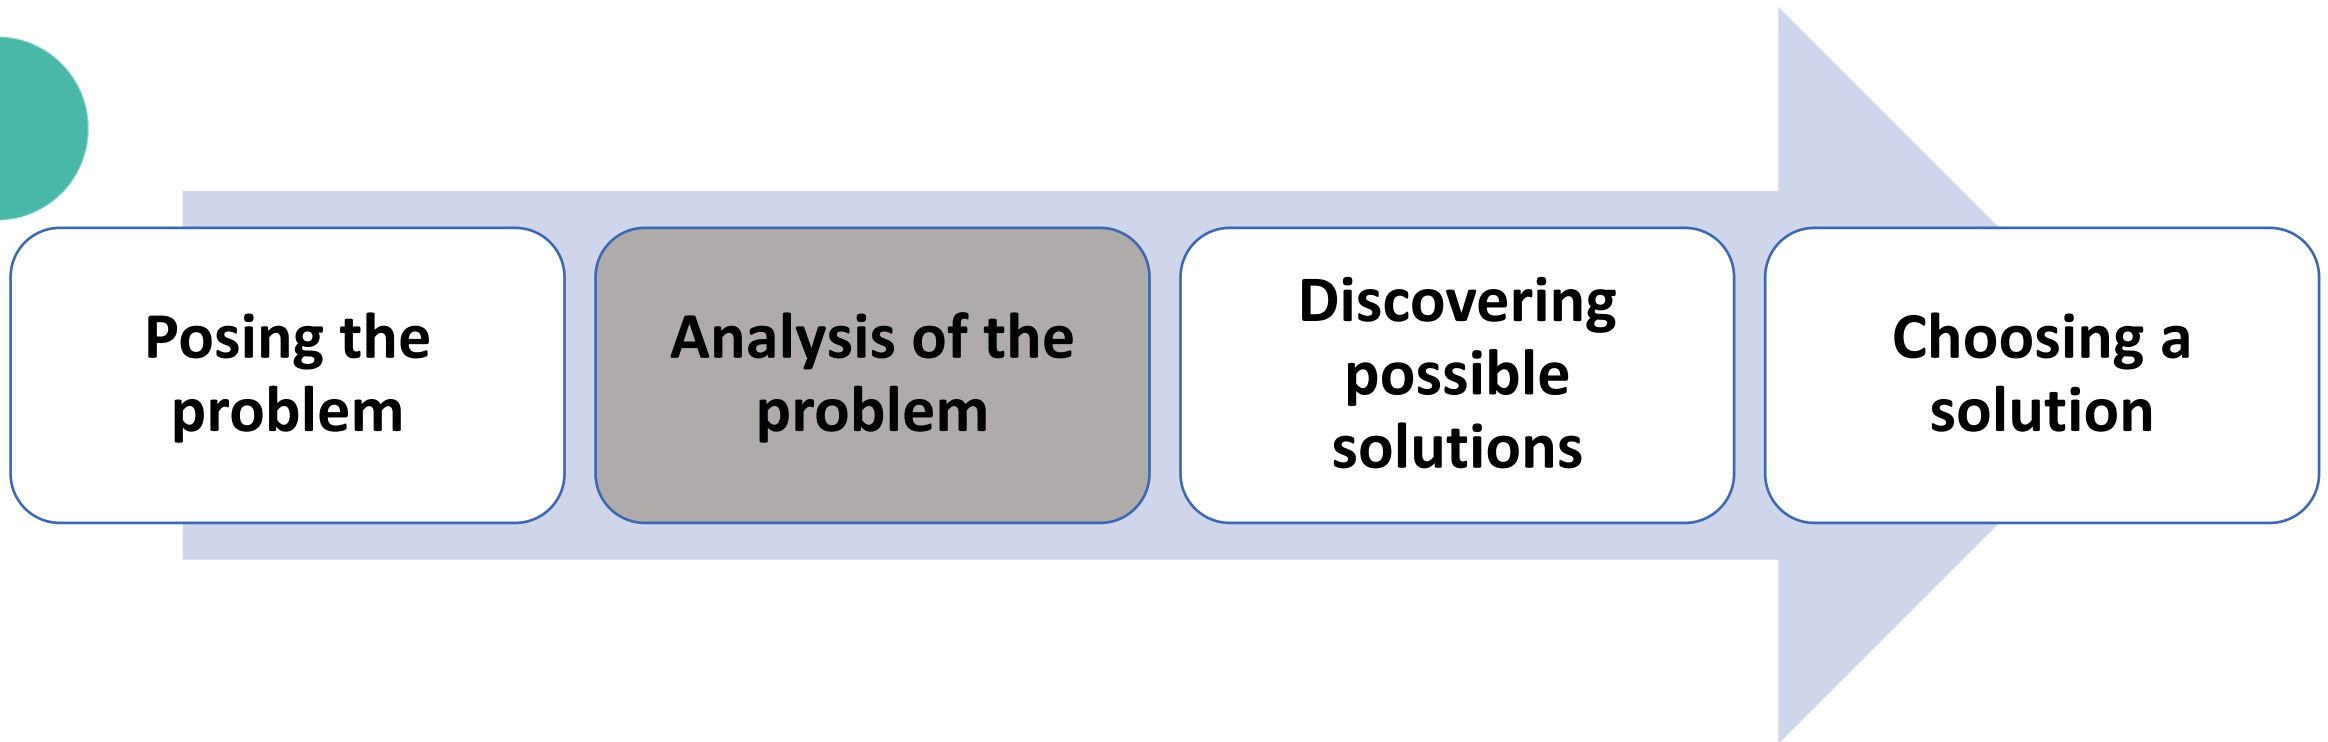 Posing the
problem
Analysis of the
problem
Discovering
possible
solutions
Choosing a
solution